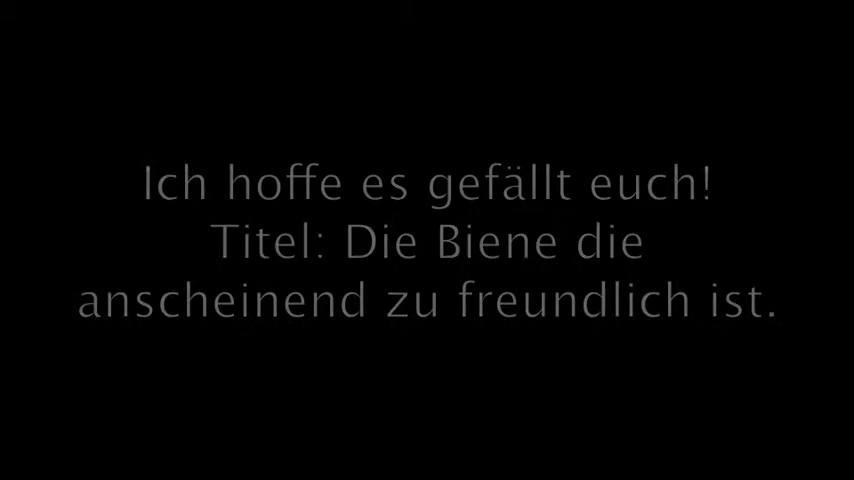 Ich hoffe es gefällt euch!
Titel: Die Biene die
anscheinend zu freundlich ist.